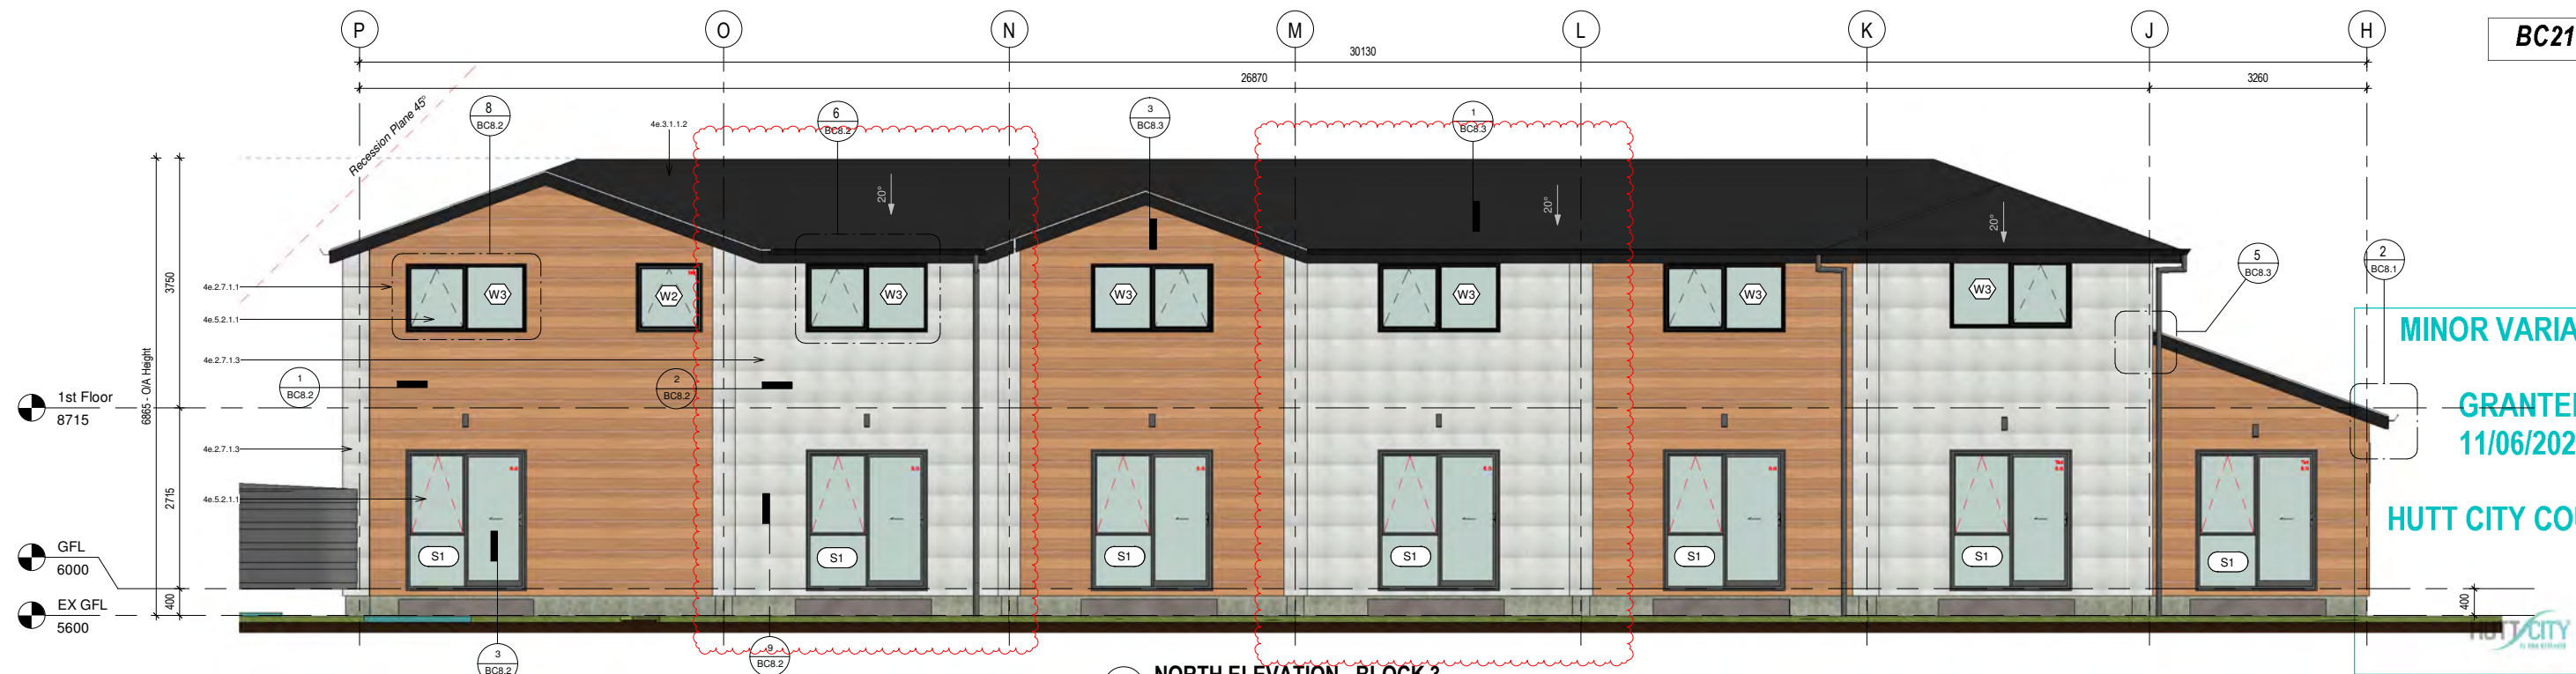 P
O
N
M
L
K
J
H
BC21
30130
26870
3260
Recession Plane 45°
8
BC8.2
4e.3.1.1.2
6
BC8.2
3
BC8.3
1
BC8.3
20°
20°
20°
4e.2.7.1.1
4e.5.2.1.1
4e.2.7.1.3
4e.2.7.1.3
4e.5.2.1.1
W3
W2
W3
W3
W3
W3
W3
5
BC8.3
2
BC8.1
3750
2715
400
6865 - O/A Height
1
BC8.2
2
BC8.2
1st Floor
8715
GFL
6000
EX GFL
5600
S1
S1
S1
S1
S1
S1
S1
MINOR VARIA
GRANTE
11/06/202
HUTT CITY CO
400
HUTT CITY
3
BC8.2
9
BC8.2
NORTH ELEVATION - BLOCK 3